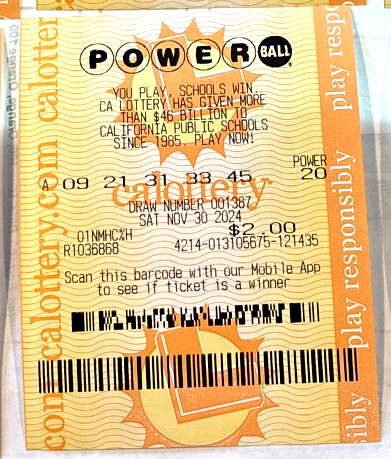 POWERBALL
YOU PLAY, SCHOOLS WIN.
CA LOTTERY HAS GIVEN MORE
THAN $46 BILLION TO
CALIFORNIA PUBLIC SCHOOLS
SINCE 1985. PLAY NOW!
POWER
A 09 21 31 33 45 20
calottery
DRAW NUMBER 001387
SAT NOV 30 2024
01NMHC%H $2.00
R1036868 4214-013105675-121435
Scan this barcode with our Mobile App
to see if ticket is a winner
com calottery.com calottery
play responsibly play resp